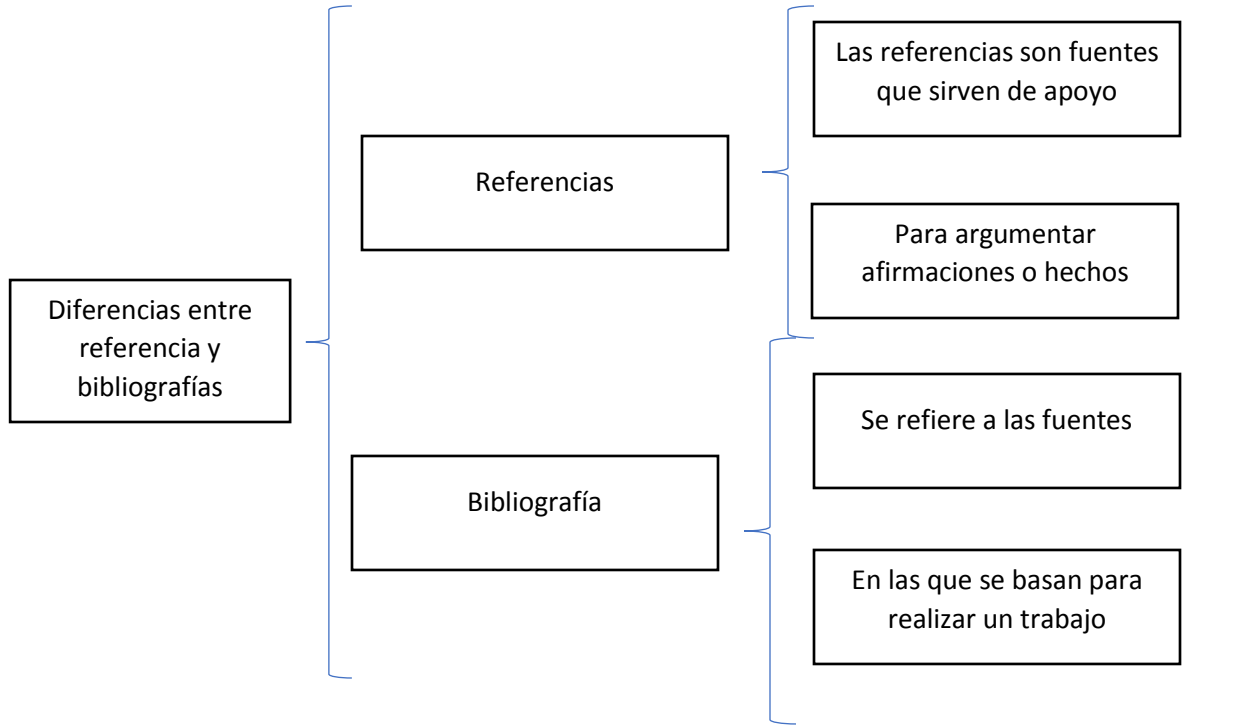 Diferencias entre
referencia y
bibliografías
Referencias
Las referencias son fuentes
que sirven de apoyo
Para argumentar
afirmaciones o hechos
Bibliografía
Se refiere a las fuentes
En las que se basan para
realizar un trabajo